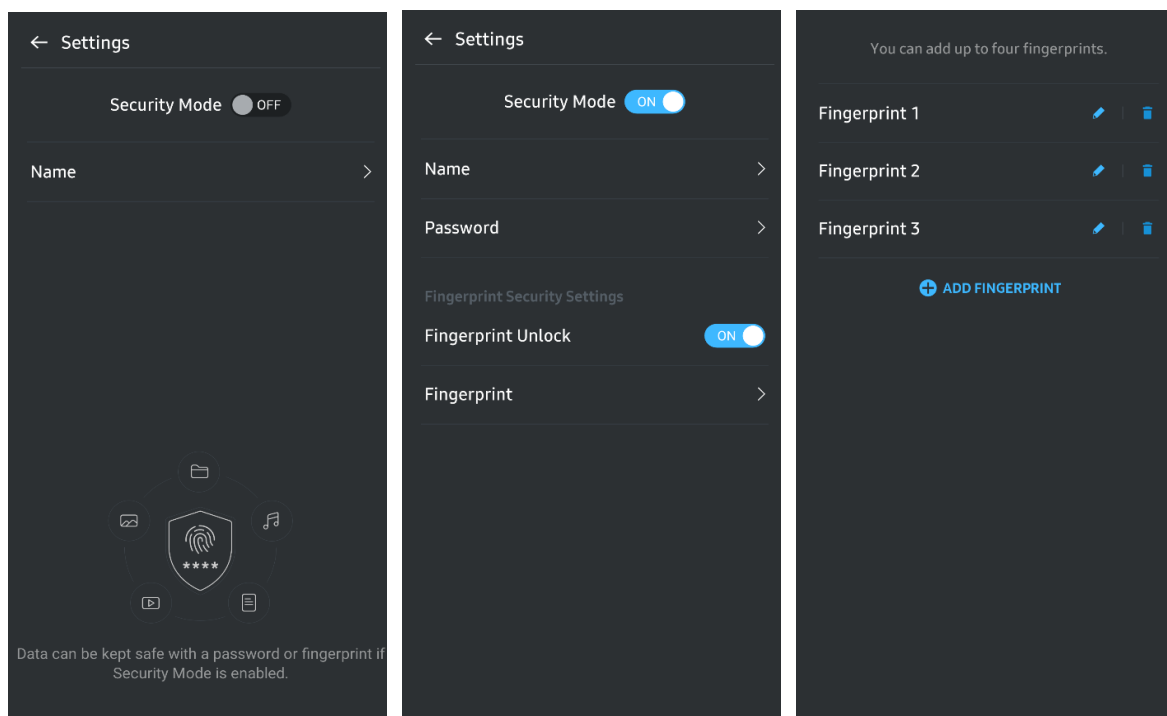 Settings
Security Mode OFF
Name
****
Data can be kept safe with a password or fingerprint if
Security Mode is enabled.
Settings
Security Mode ON
Name
Password
Fingerprint Security Settings
Fingerprint Unlock ON
Fingerprint
You can add up to four fingerprints.
Fingerprint 1
Fingerprint 2
Fingerprint 3
ADD FINGERPRINT